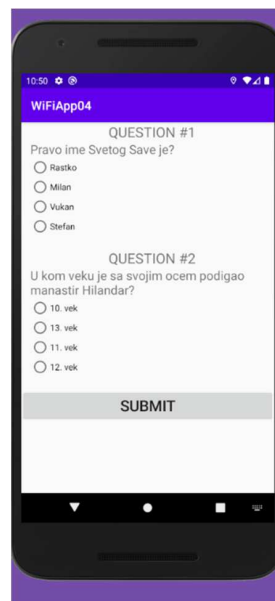 10:50
WiFiApp04
QUESTION #1
Pravo ime Svetog Save je?
Rastko
Milan
Vukan
Stefan
QUESTION #2
U kom veku je sa svojim ocem podigao
manastir Hilandar?
10. vek
13. vek
11. vek
12. vek
SUBMIT